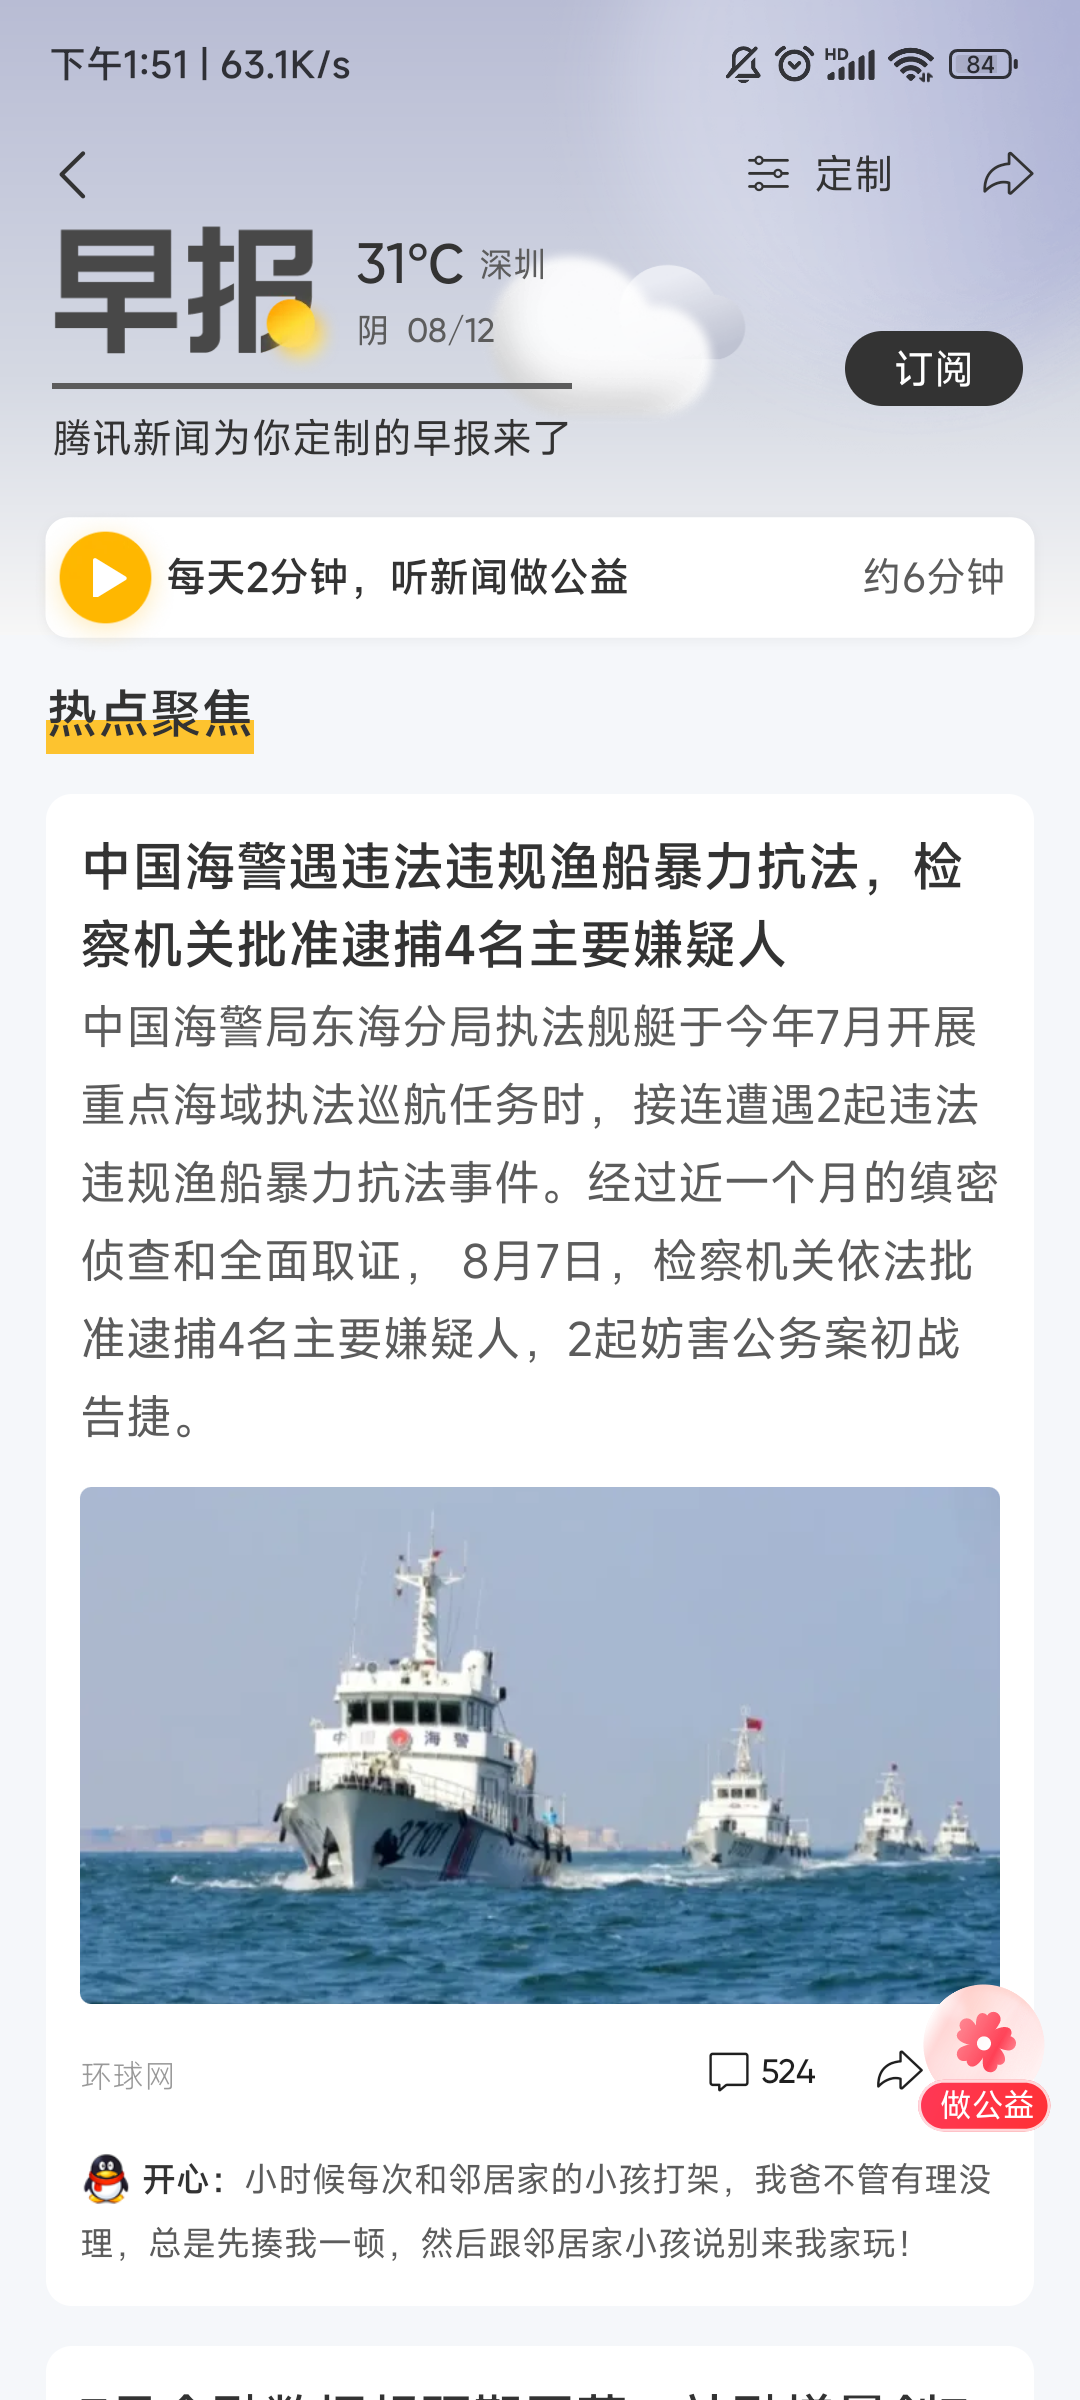 下午1:51 | 63.1K/s
HD
84
定制
早报
31°C 深圳
阴 08/12
订阅
腾讯新闻为你定制的早报来了
每天2分钟，听新闻做公益
约6分钟
热点聚焦
中国海警遇违法违规渔船暴力抗法，检
察机关批准逮捕4名主要嫌疑人
中国海警局东海分局执法舰艇于今年7月开展
重点海域执法巡航任务时，接连遭遇2起违法
违规渔船暴力抗法事件。经过近一个月的缜密
侦查和全面取证， 8月7日，检察机关依法批
准逮捕4名主要嫌疑人，2起妨害公务案初战
告捷。
中国海警
27101
环球网
524
做公益
开心：小时候每次和邻居家的小孩打架，我爸不管有理没
理，总是先揍我一顿，然后跟邻居家小孩说别来我家玩！